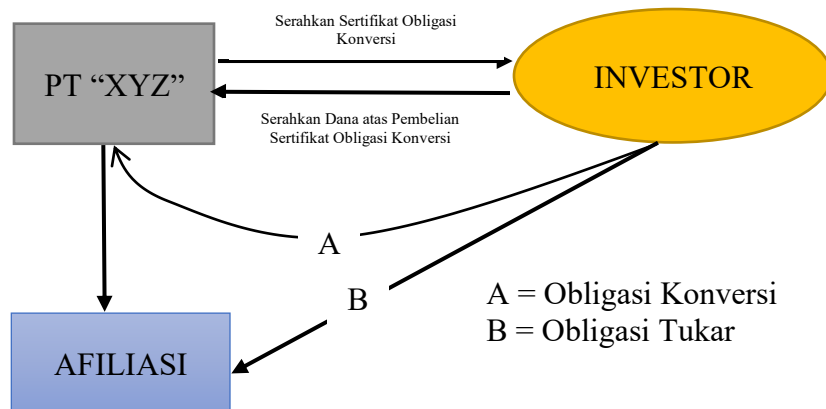 Serahkan Sertifikat Obligasi
Konversi
PT “XYZ”
INVESTOR
Serahkan Dana atas Pembelian
Sertifikat Obligasi Konversi
A
B
A = Obligasi Konversi
B = Obligasi Tukar
AFILIASI